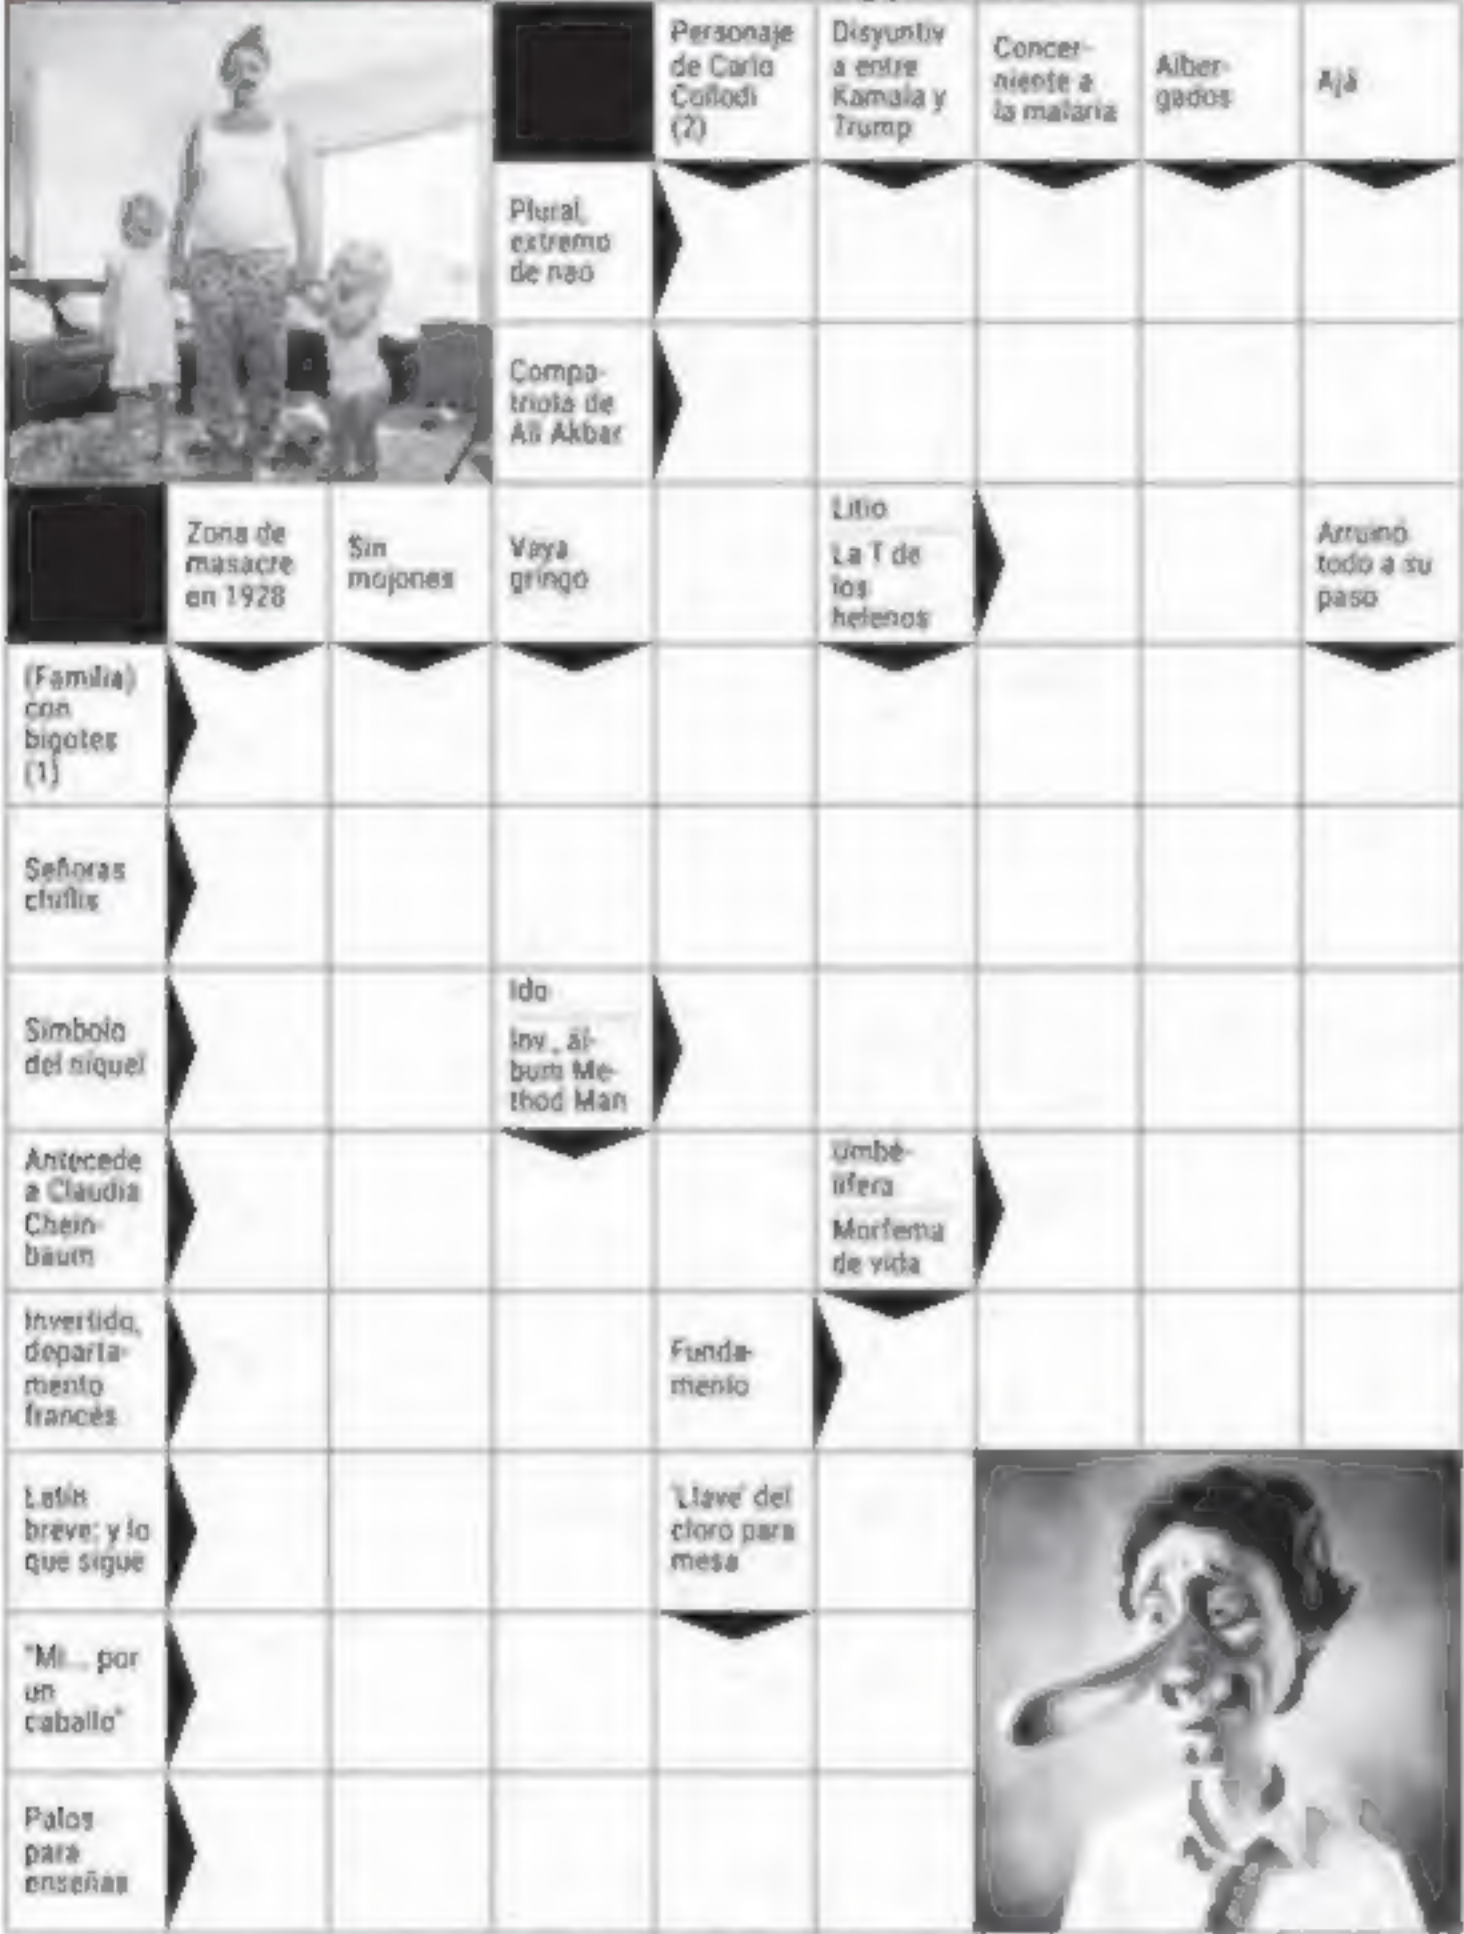 Personaje
de Carlo
Collodi
(2)
Disyuntiv
a entre
Kamala y
Trump
Concer-
niente a
la malaria
Alber-
gados
Ajá
Plural,
extremo
de nao
Compa-
triota de
Alí Akbar
Zona de
masacre
en 1928
Sin
mojones
Vaya
gringo
Litio
La T de
los
helenos
Arruinó
todo a su
paso
(Familia)
con
bigotes
(1)
Señoras
chiflis
Símbolo
del níquel
Ido
Inv., ál-
bum Me-
thod Man
Antecede
a Claudia
Chein-
baum
Umbe-
lífera
Morfema
de vida
Invertido,
departa-
mento
francés
Funda-
mento
Latín
breve: y lo
que sigue
'Llave' del
cloro para
mesa
"Mi... por
un
caballo"
Palos
para
enseñas